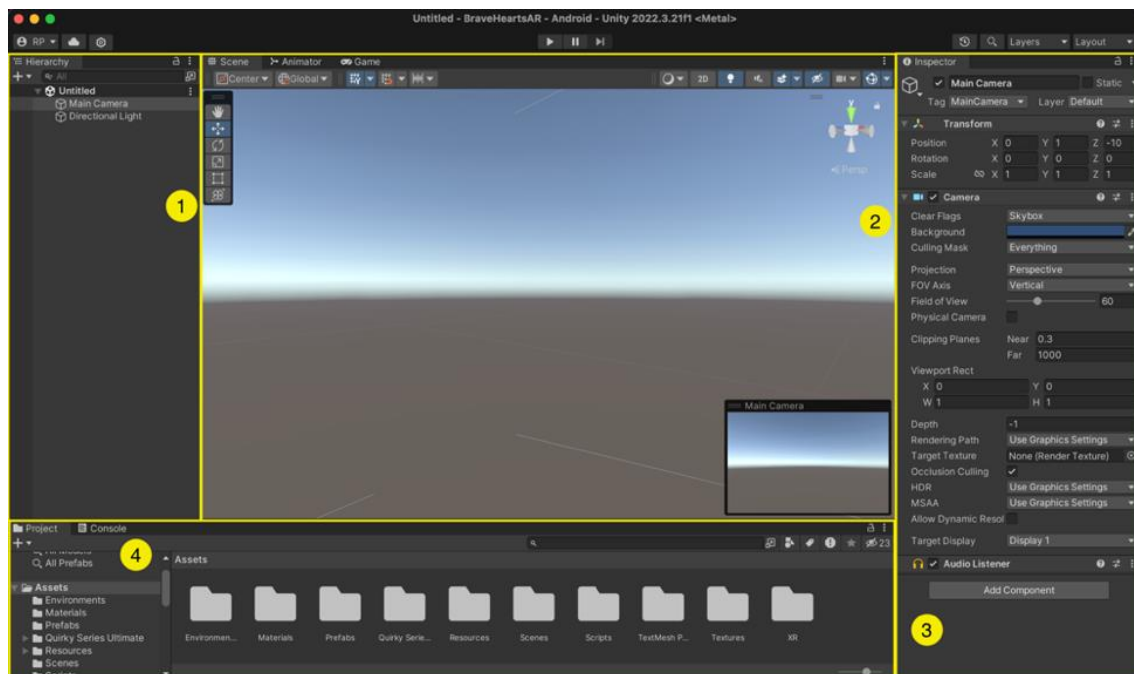 Untitled - BraveHeartsAR - Android - Unity 2022.3.21f1 <Metal>
RP
Layers
Layout
Hierarchy
All
Untitled
Main Camera
Directional Light
1
Scene
Animator
Game
Center
Global
2D
y
Persp
2
Main Camera
Inspector
Main Camera
Static
Tag MainCamera
Layer Default
Transform
Position X 0 Y 1 Z -10
Rotation X 0 Y 0 Z 0
Scale X 1 Y 1 Z 1
Camera
Clear Flags Skybox
Background
Culling Mask Everything
Projection Perspective
FOV Axis Vertical
Field of View 60
Physical Camera
Clipping Planes Near 0.3
Far 1000
Viewport Rect
X 0 Y 0
W 1 H 1
Depth -1
Rendering Path Use Graphics Settings
Target Texture None (Render Texture)
Occlusion Culling
HDR Use Graphics Settings
MSAA Use Graphics Settings
Allow Dynamic Resol
Target Display Display 1
Audio Listener
Add Component
3
Project
Console
4
23
All Prefabs
Assets
Environments
Materials
Prefabs
Quirky Series Ultimate
Resources
Scenes
Assets
Environmen...
Materials
Prefabs
Quirky Serie...
Resources
Scenes
Scripts
TextMesh P...
Textures
XR